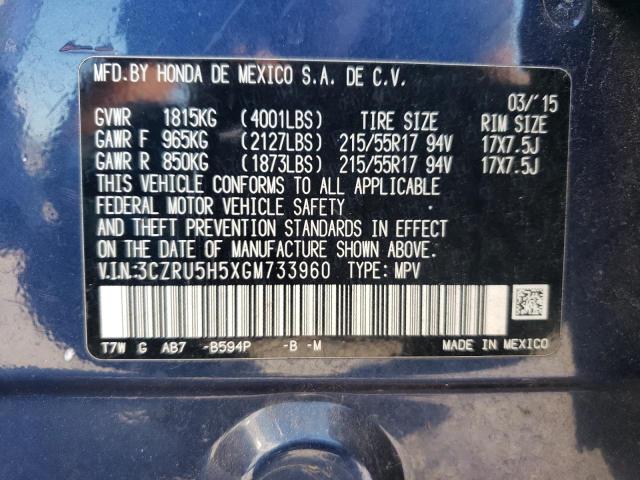 MFD.BY HONDA DE MEXICO S.A. DE C.V.
03/'15
GVWR 1815KG (4001LBS) TIRE SIZE RIM SIZE
GAWR F 965KG (2127LBS) 215/55R17 94V 17X7.5J
GAWR R 850KG (1873LBS) 215/55R17 94V 17X7.5J
THIS VEHICLE CONFORMS TO ALL APPLICABLE
FEDERAL MOTOR VEHICLE SAFETY
AND THEFT PREVENTION STANDARDS IN EFFECT
ON THE DATE OF MANUFACTURE SHOWN ABOVE.
V.I.N.:3CZRU5H5XGM733960 TYPE: MPV
T7W G AB7 -B594P -B -M MADE IN MEXICO